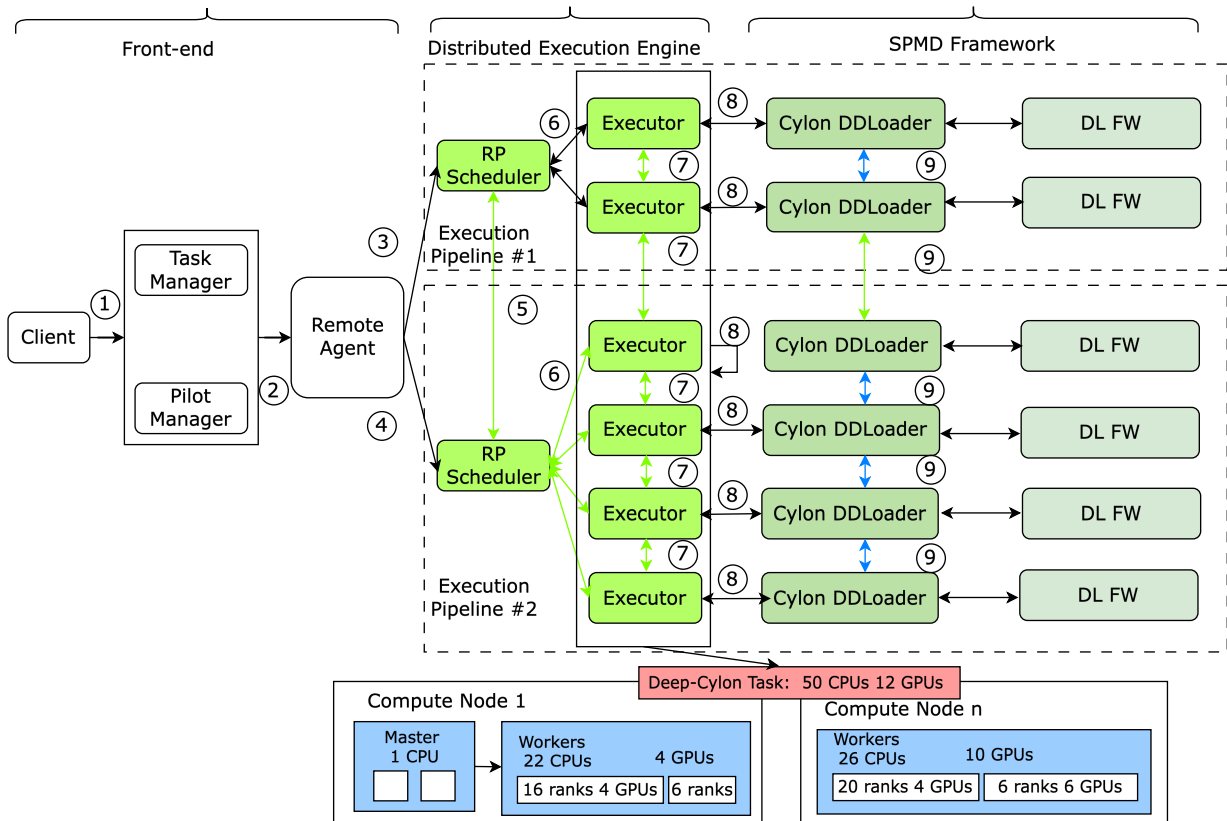 Front-end
Distributed Execution Engine
SPMD Framework
8
6
Executor
Cylon DDLoader
DL FW
RP
Scheduler
7
9
8
Executor
Cylon DDLoader
DL FW
3
Execution
Pipeline #1
7
9
Task
Manager
1
Client
5
Remote
Agent
8
Executor
Cylon DDLoader
DL FW
6
7
9
2
Pilot
Manager
4
8
Executor
Cylon DDLoader
DL FW
RP
Scheduler
7
9
8
Executor
Cylon DDLoader
DL FW
7
9
Execution
Pipeline #2
8
Executor
Cylon DDLoader
DL FW
Deep-Cylon Task: 50 CPUs 12 GPUs
Compute Node 1
Master
1 CPU
Workers
22 CPUs
4 GPUs
16 ranks 4 GPUs
6 ranks
Compute Node n
Workers
26 CPUs
10 GPUs
20 ranks 4 GPUs
6 ranks 6 GPUs